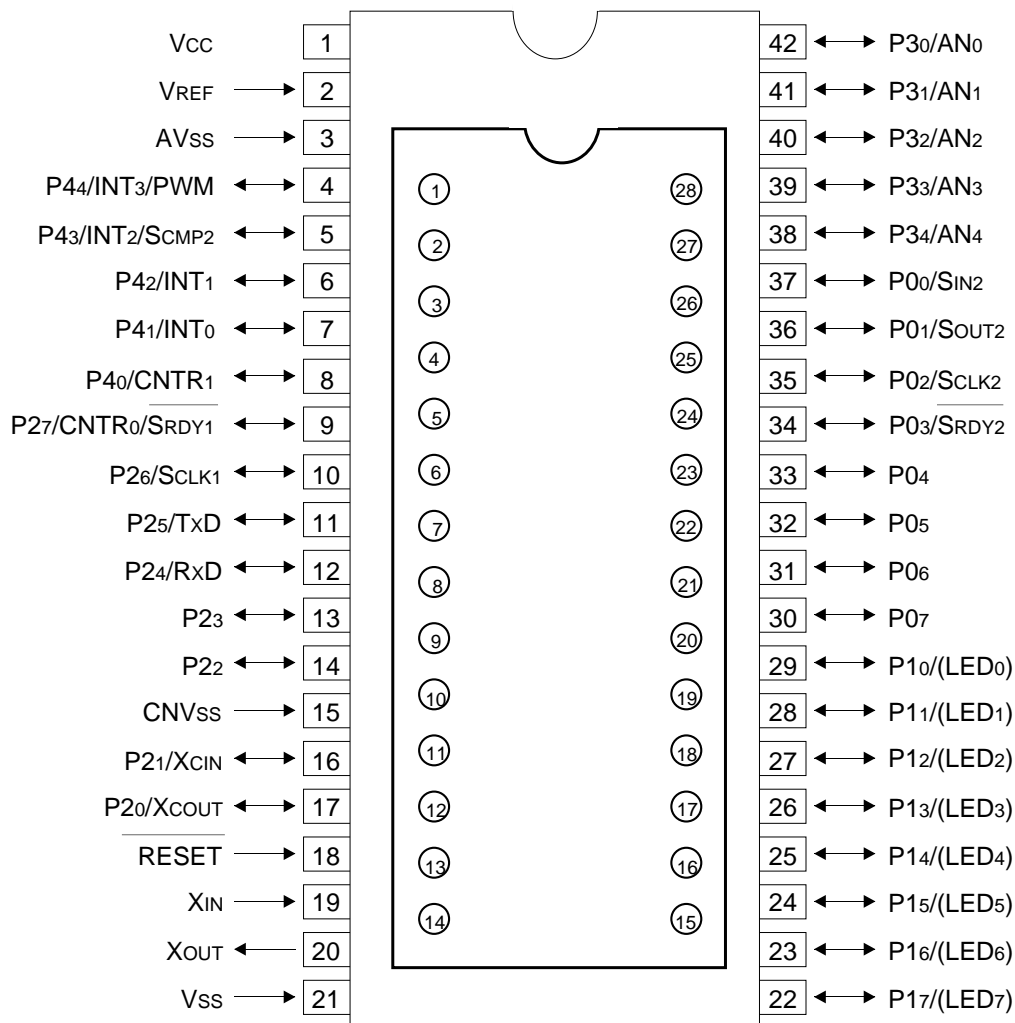 VCC 1
VREF 2
AVSS 3
P44/INT3/PWM 4
P43/INT2/SCMP2 5
P42/INT1 6
P41/INT0 7
P40/CNTR1 8
P27/CNTR0/SRDY1 9
P26/SCLK1 10
P25/TXD 11
P24/RXD 12
P23 13
P22 14
CNVSS 15
P21/XCIN 16
P20/XCOUT 17
RESET 18
XIN 19
XOUT 20
VSS 21
1
2
3
4
5
6
7
8
9
10
11
12
13
14
28
27
26
25
24
23
22
21
20
19
18
17
16
15
42 P30/AN0
41 P31/AN1
40 P32/AN2
39 P33/AN3
38 P34/AN4
37 P00/SIN2
36 P01/SOUT2
35 P02/SCLK2
34 P03/SRDY2
33 P04
32 P05
31 P06
30 P07
29 P10/(LED0)
28 P11/(LED1)
27 P12/(LED2)
26 P13/(LED3)
25 P14/(LED4)
24 P15/(LED5)
23 P16/(LED6)
22 P17/(LED7)